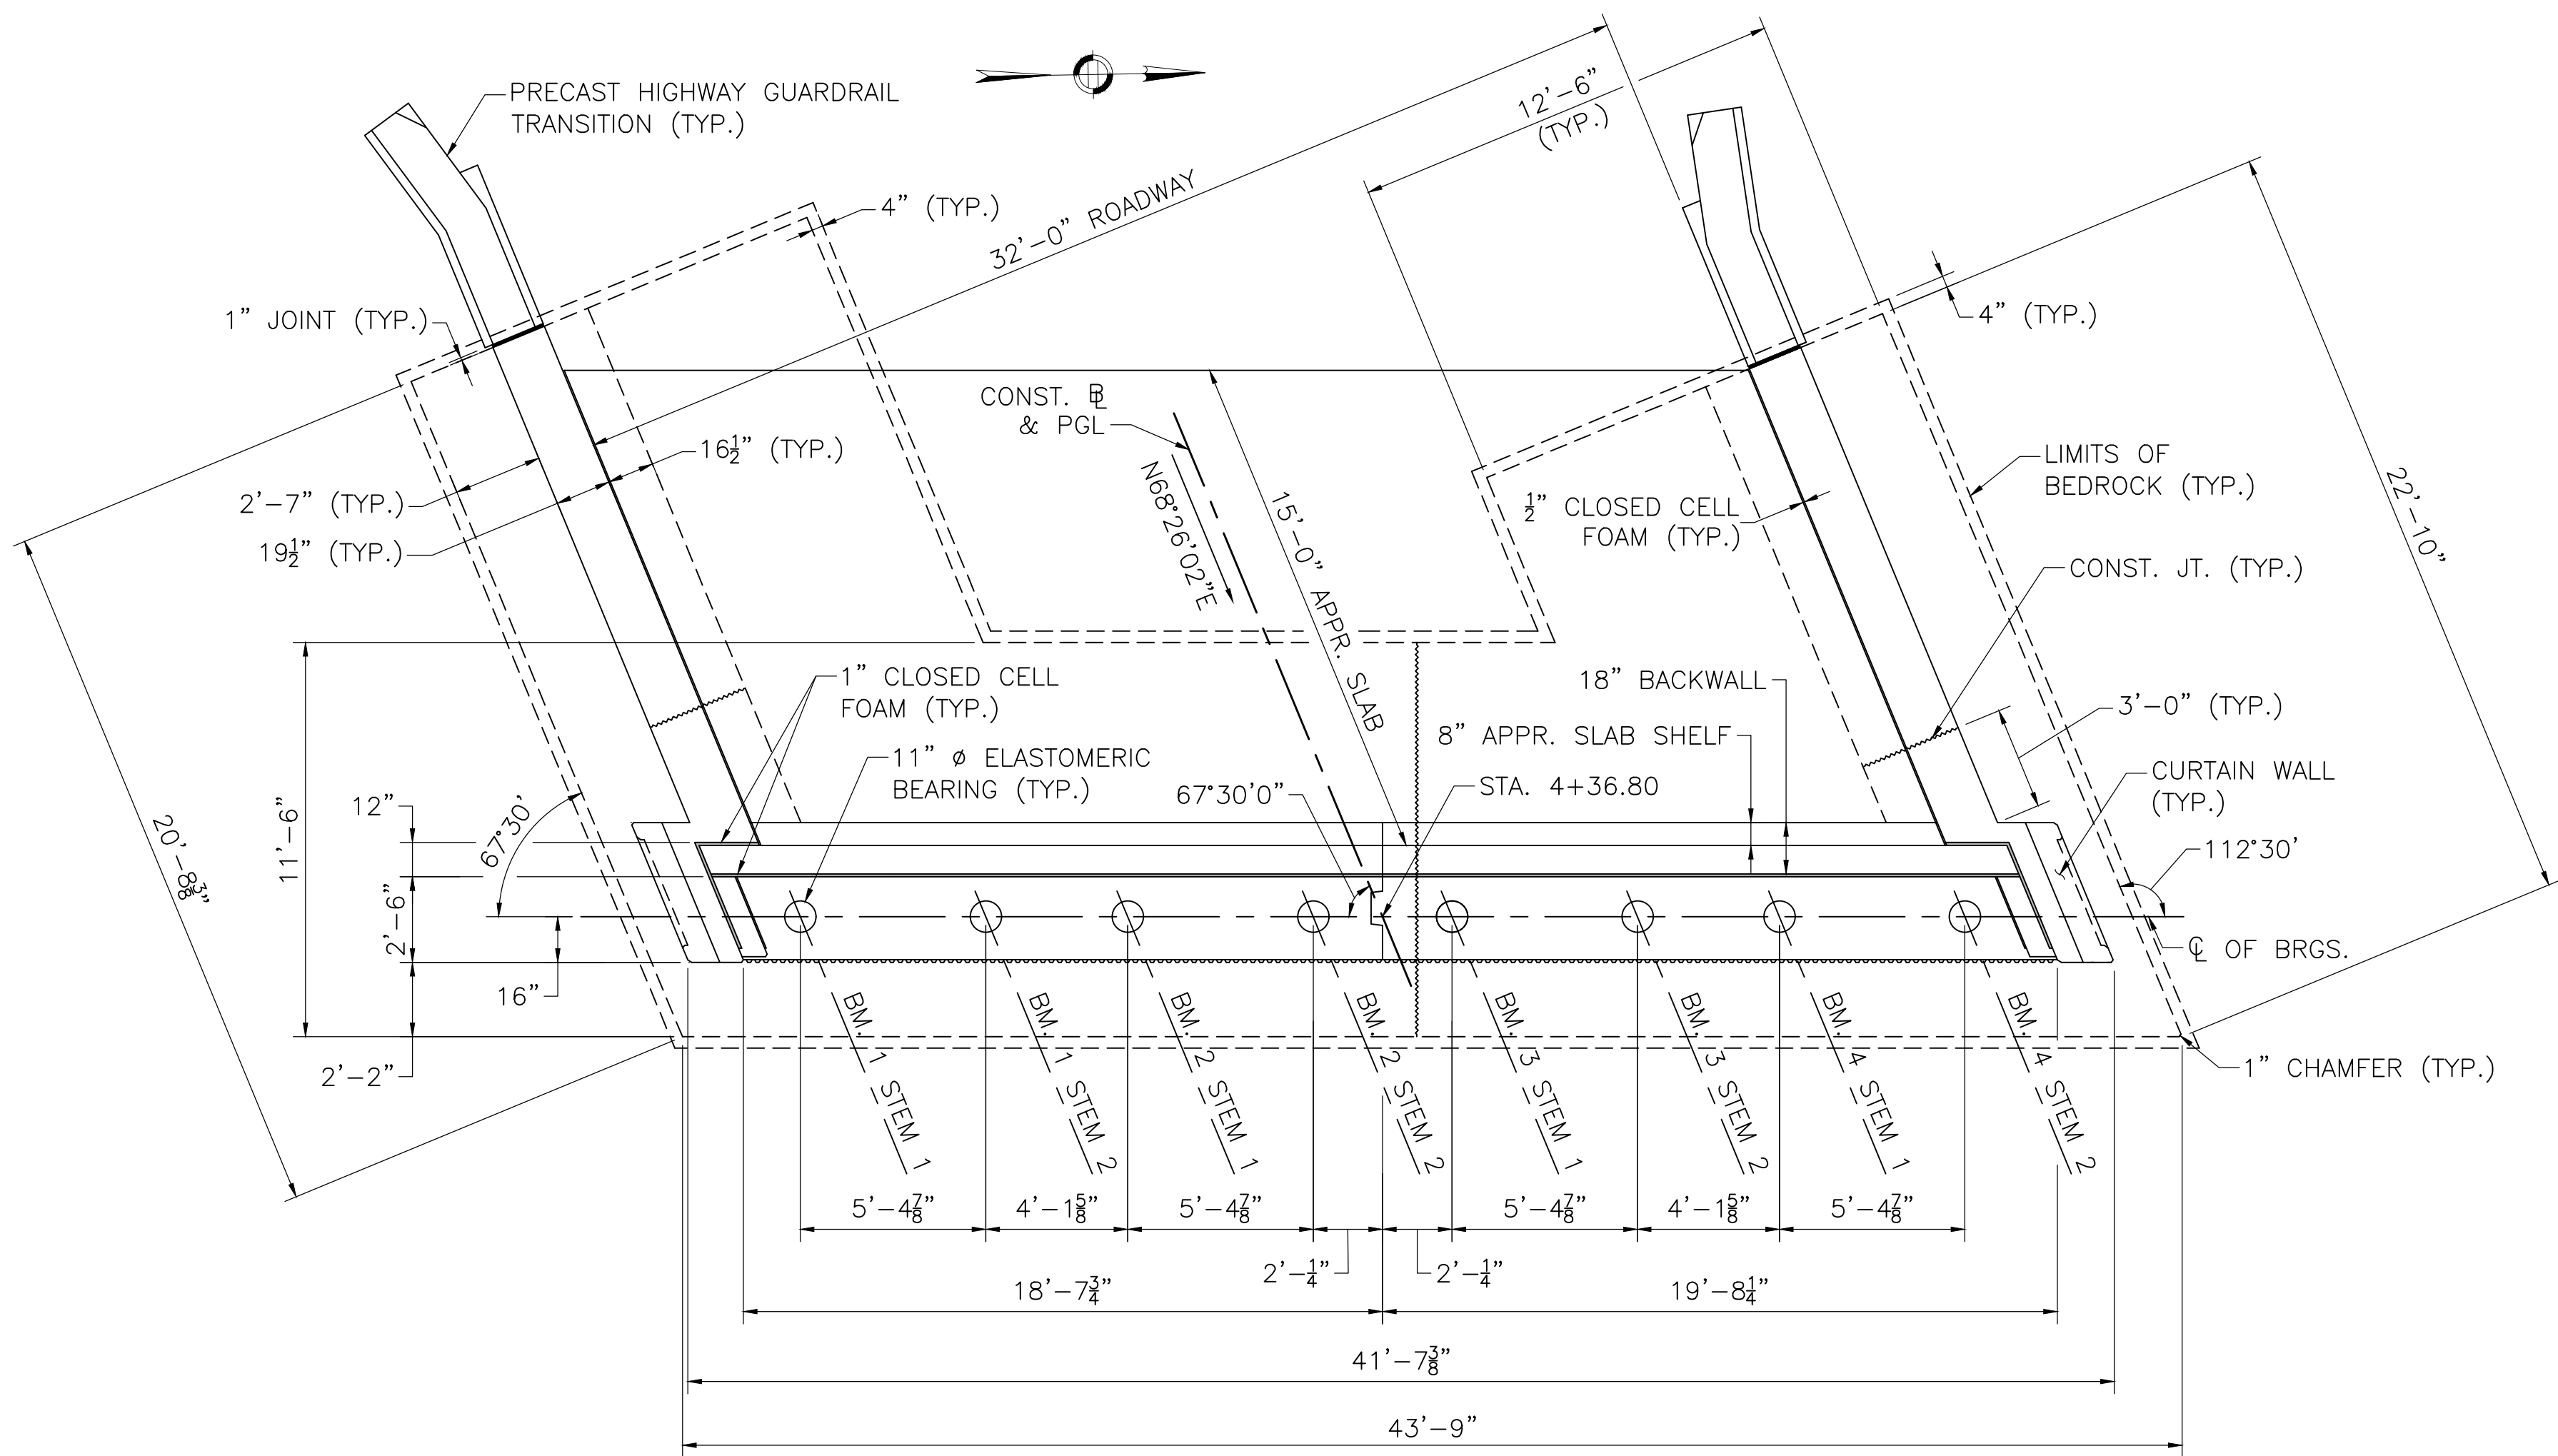 PRECAST HIGHWAY GUARDRAIL
TRANSITION (TYP.)
12'-6"
(TYP.)
4" (TYP.)
32'-0" ROADWAY
1" JOINT (TYP.)
4" (TYP.)
CONST. ⅊
& PGL
16½" (TYP.)
N68°26'02"E
LIMITS OF
BEDROCK (TYP.)
2'-7" (TYP.)
½" CLOSED CELL
FOAM (TYP.)
22'-10"
19½" (TYP.)
15'-0" APPR. SLAB
CONST. JT. (TYP.)
1" CLOSED CELL
FOAM (TYP.)
18" BACKWALL
3'-0" (TYP.)
8" APPR. SLAB SHELF
11" ø ELASTOMERIC
BEARING (TYP.)
67°30'0"
STA. 4+36.80
CURTAIN WALL
(TYP.)
12"
67°30'
11'-6"
20'-8⅜"
112°30'
2'-6"
℄ OF BRGS.
16"
2'-2"
1" CHAMFER (TYP.)
BM. 1 STEM 1
BM. 1 STEM 2
BM. 2 STEM 1
BM. 2 STEM 2
BM. 3 STEM 1
BM. 3 STEM 2
BM. 4 STEM 1
BM. 4 STEM 2
5'-4⅞" 4'-1⅝" 5'-4⅞" 5'-4⅞" 4'-1⅝" 5'-4⅞"
2'-¼" 2'-¼"
18'-7¾" 19'-8¼"
41'-7⅜"
43'-9"